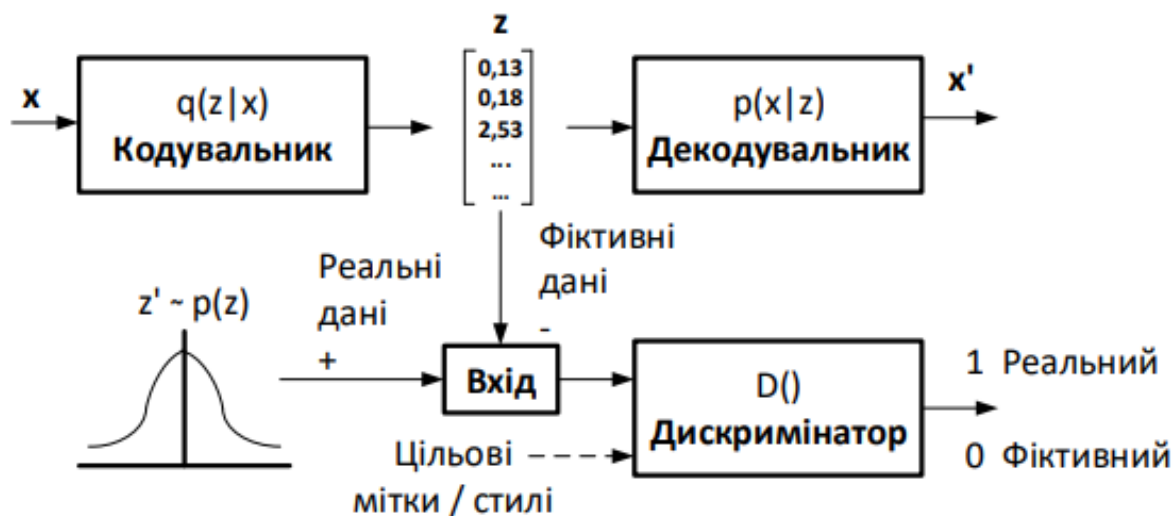 x
q(z|x)
Кодувальник
z
0,13
0,18
2,53
...
...
p(x|z)
Декодувальник
x'
z' ~ p(z)
Реальні
дані
+
Фіктивні
дані
-
Вхід
D()
Дискримінатор
1 Реальний
0 Фіктивний
Цільові
мітки / стилі